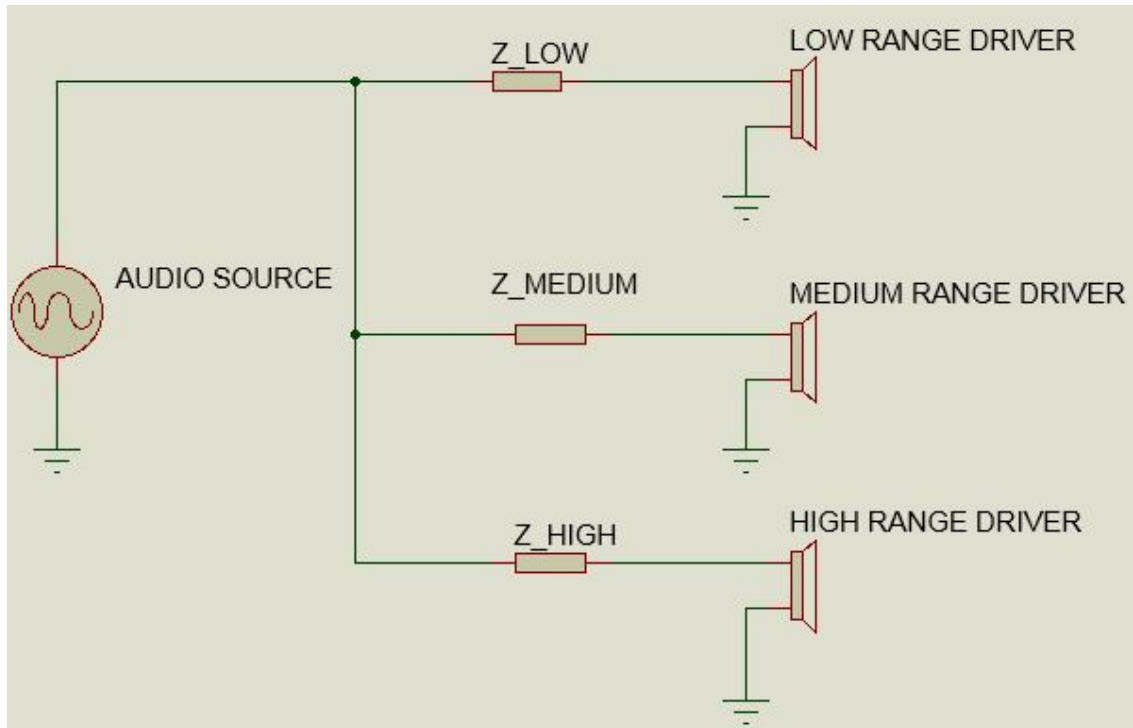 LOW RANGE DRIVER
Z_LOW
AUDIO SOURCE
Z_MEDIUM
MEDIUM RANGE DRIVER
HIGH RANGE DRIVER
Z_HIGH